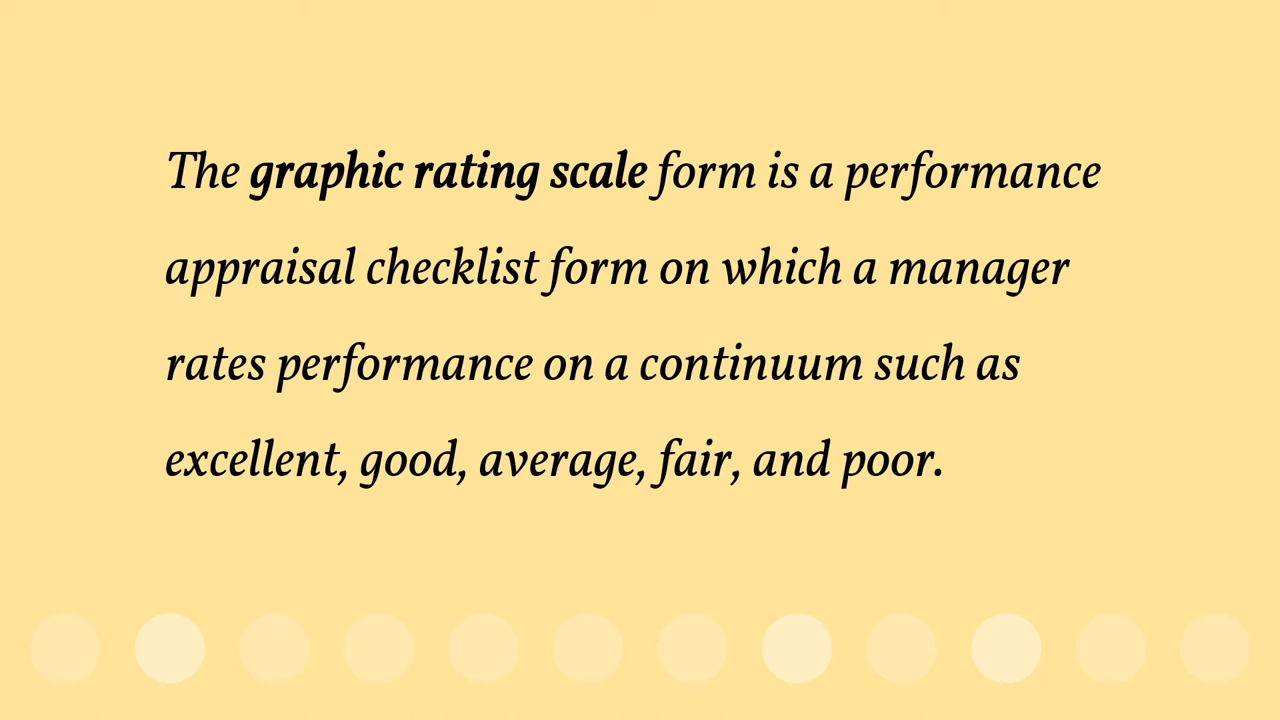 The graphic rating scale form is a performance
appraisal checklist form on which a manager
rates performance on a continuum such as
excellent, good, average, fair, and poor.